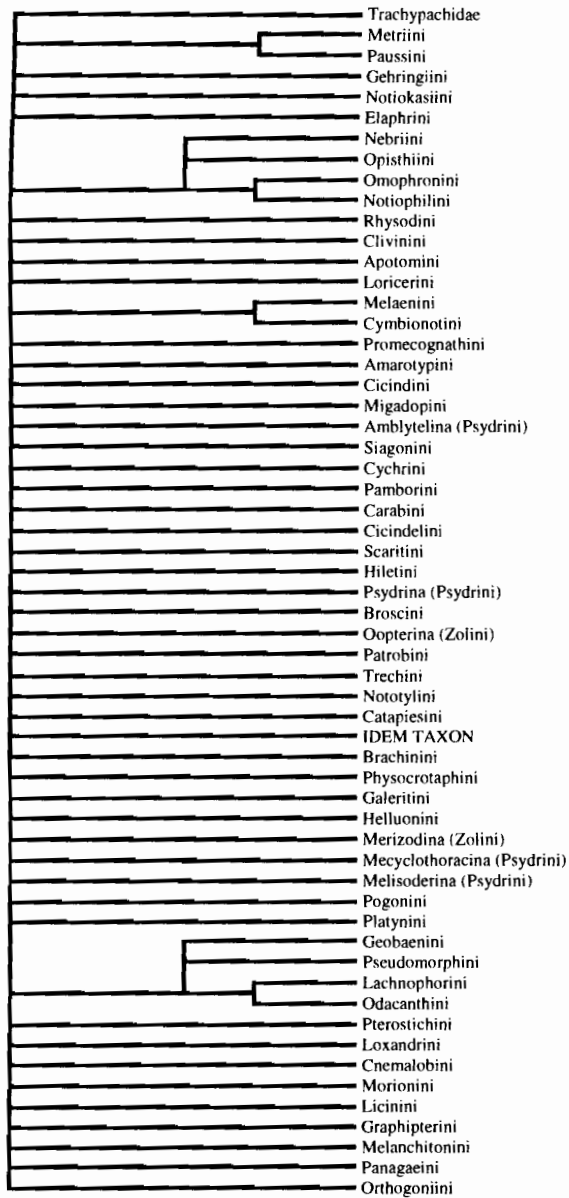 Trachypachidae
Metriini
Paussini
Gehringiini
Notiokasiini
Elaphrini
Nebriini
Opisthiini
Omophronini
Notiophilini
Rhysodini
Clivinini
Apotomini
Loricerini
Melaenini
Cymbionotini
Promecognathini
Amarotypini
Cicindini
Migadopini
Amblytelina (Psydrini)
Siagonini
Cychrini
Pamborini
Carabini
Cicindelini
Scaritini
Hiletini
Psydrina (Psydrini)
Broscini
Oopterina (Zolini)
Patrobini
Trechini
Nototylini
Catapiesini
IDEM TAXON
Brachinini
Physocrotaphini
Galeritini
Helluonini
Merizodina (Zolini)
Mecyclothoracina (Psydrini)
Melisoderina (Psydrini)
Pogonini
Platynini
Geobaenini
Pseudomorphini
Lachnophorini
Odacanthini
Pterostichini
Loxandrini
Cnemalobini
Morionini
Licinini
Graphipterini
Melanchitonini
Panagaeini
Orthogoniini